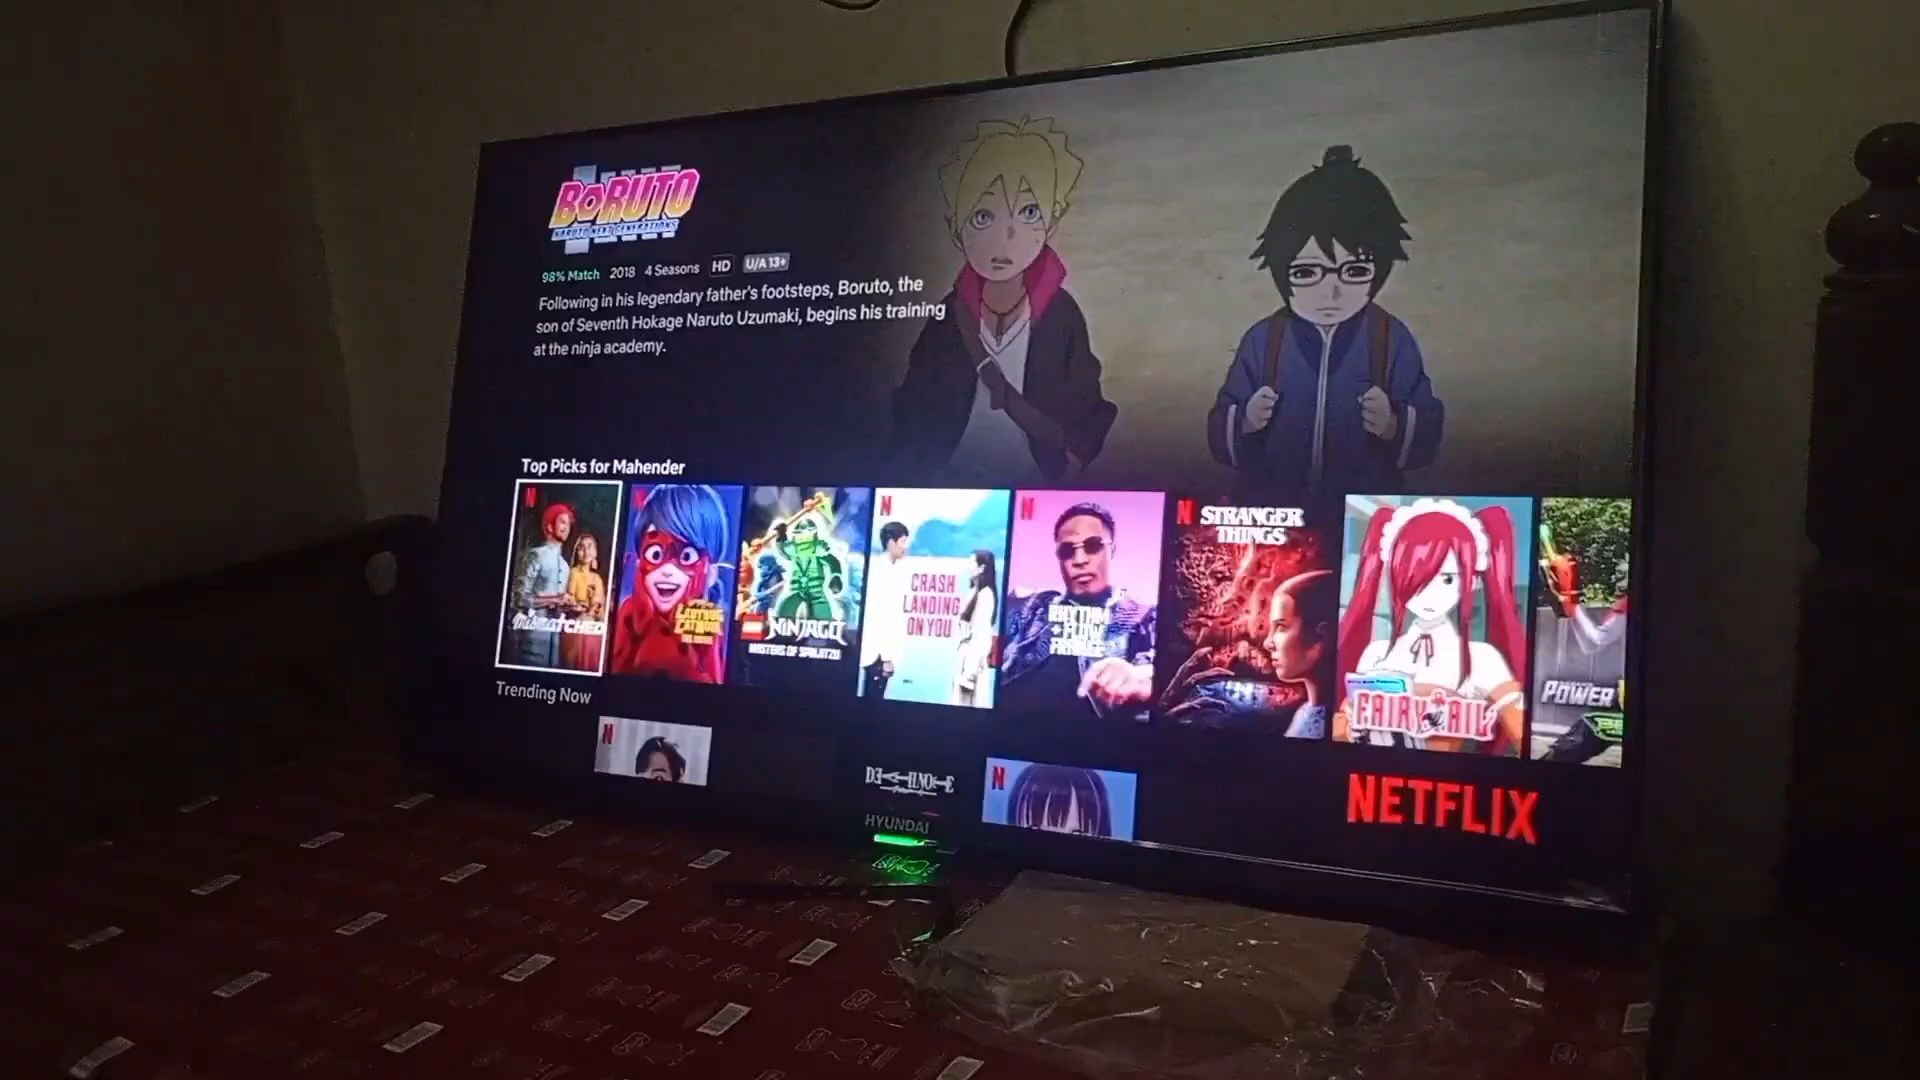 BORUTO
NARUTO NEXT GENERATIONS
98% Match 2018 4 Seasons HD U/A 13+
Following in his legendary father's footsteps, Boruto, the
son of Seventh Hokage Naruto Uzumaki, begins his training
at the ninja academy.
Top Picks for Mahender
N
mismatched
N
N
CRASH
LANDING
ON YOU
N
RHYTHM
+ FLOW
FRANCE
N
STRANGER
THINGS
FAIRY TAIL
POWER
LEGO
NINJAGO
MASTERS OF SPINJITZU
Trending Now
N
DEATH NOTE
N
NETFLIX
HYUNDAI